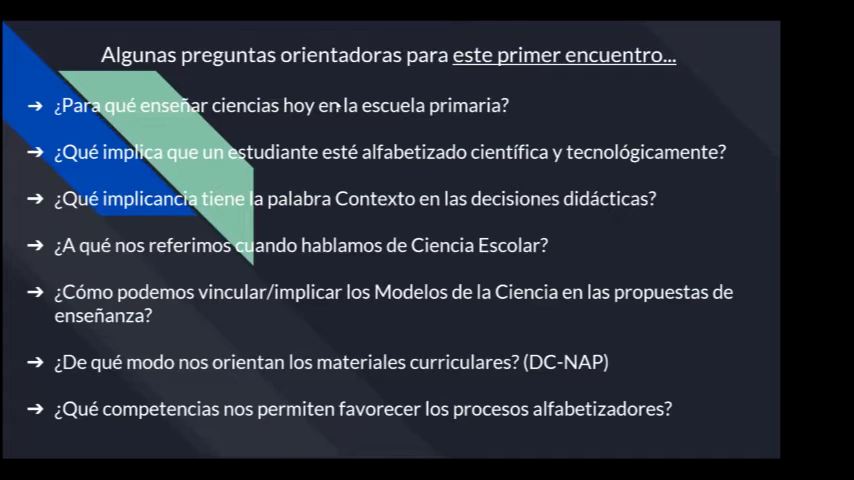 Algunas preguntas orientadoras para este primer encuentro...
➔ ¿Para qué enseñar ciencias hoy en la escuela primaria?
➔ ¿Qué implica que un estudiante esté alfabetizado científica y tecnológicamente?
➔ ¿Qué implicancia tiene la palabra Contexto en las decisiones didácticas?
➔ ¿A qué nos referimos cuando hablamos de Ciencia Escolar?
➔ ¿Cómo podemos vincular/implicar los Modelos de la Ciencia en las propuestas de
enseñanza?
➔ ¿De qué modo nos orientan los materiales curriculares? (DC-NAP)
➔ ¿Qué competencias nos permiten favorecer los procesos alfabetizadores?